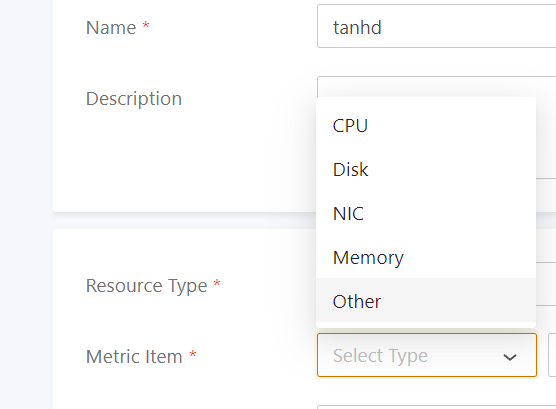 Name * tanhd
Description
CPU
Disk
NIC
Memory
Resource Type *
Other
Metric Item * Select Type